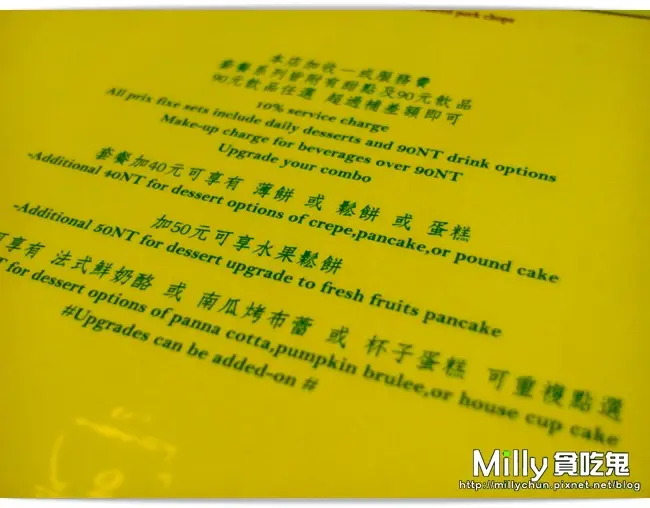 pork chops
本店加收一成服務費
套餐系列皆附有甜點及90元飲品
90元飲品任選 超過補差額即可
10% service charge
All prix fixe sets include daily desserts and 90NT drink options
Make-up charge for beverages over 90NT
Upgrade your combo
套餐加40元可享有 薄餅 或 鬆餅 或 蛋糕
-Additional 40NT for dessert options of crepe,pancake,or pound cake
加50元可享水果鬆餅
-Additional 50NT for dessert upgrade to fresh fruits pancake
可享有 法式鮮奶酪 或 南瓜烤布蕾 或 杯子蛋糕 可重複點選
for dessert options of panna cotta,pumpkin brulee,or house cup cake
#Upgrades can be added-on #
Milly 貪吃鬼
http://millychun.pixnet.net/blog